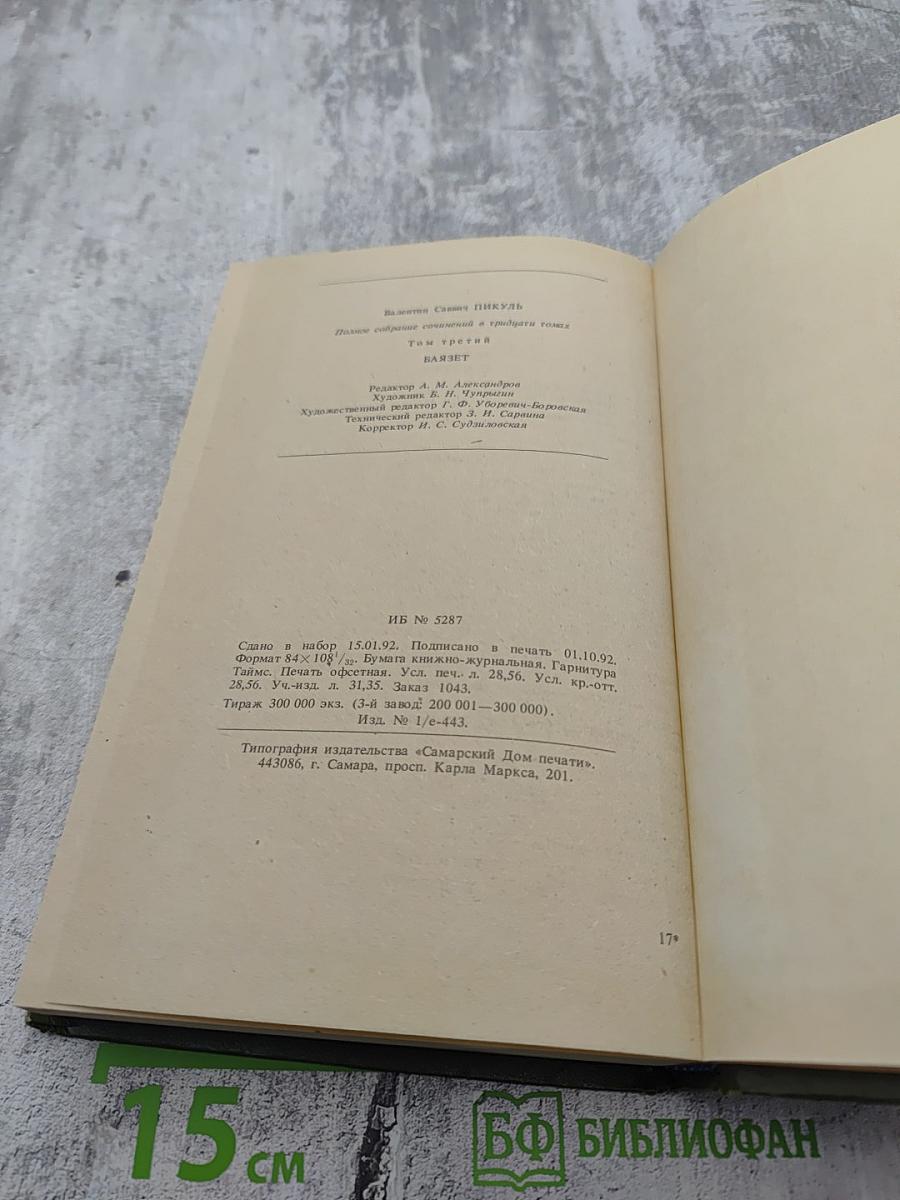 Валентин Саввич ПИКУЛЬ
Полное собрание сочинений в тридцати томах
Том третий
БАЯЗЕТ
Редактор А. М. Александров
Художник Б. Н. Чупрыгин
Художественный редактор Г. Ф. Уборевич-Боровская
Технический редактор З. И. Сарвина
Корректор И. С. Судзиловская
ИБ № 5287
Сдано в набор 15.01.92. Подписано в печать 01.10.92.
Формат 84×108¹/₃₂. Бумага книжно-журнальная. Гарнитура
Таймс. Печать офсетная. Усл. печ. л. 28,56. Усл. кр.-отт.
28,56. Уч.-изд. л. 31,35. Заказ 1043.
Тираж 300 000 экз. (3-й завод: 200 001—300 000).
Изд. № 1/е-443.
Типография издательства «Самарский Дом печати».
443086, г. Самара, просп. Карла Маркса, 201.
17*
15 см
БФ БИБЛИОФАН